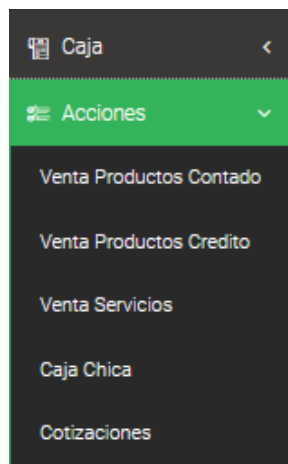 Caja
Acciones
Venta Productos Contado
Venta Productos Credito
Venta Servicios
Caja Chica
Cotizaciones